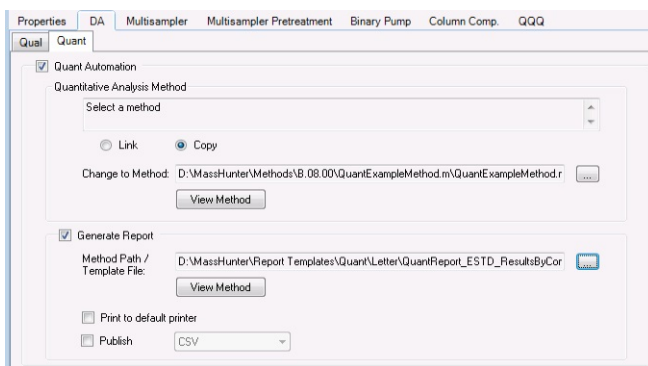 Properties DA Multisampler Multisampler Pretreatment Binary Pump Column Comp. QQQ
Qual Quant
Quant Automation
Quantitative Analysis Method
Select a method
Link Copy
Change to Method: D:\MassHunter\Methods\B.08.00\QuantExampleMethod.m\QuantExampleMethod.r ...
View Method
Generate Report
Method Path / Template File: D:\MassHunter\Report Templates\Quant\Letter\QuantReport_ESTD_ResultsByCor ...
View Method
Print to default printer
Publish CSV